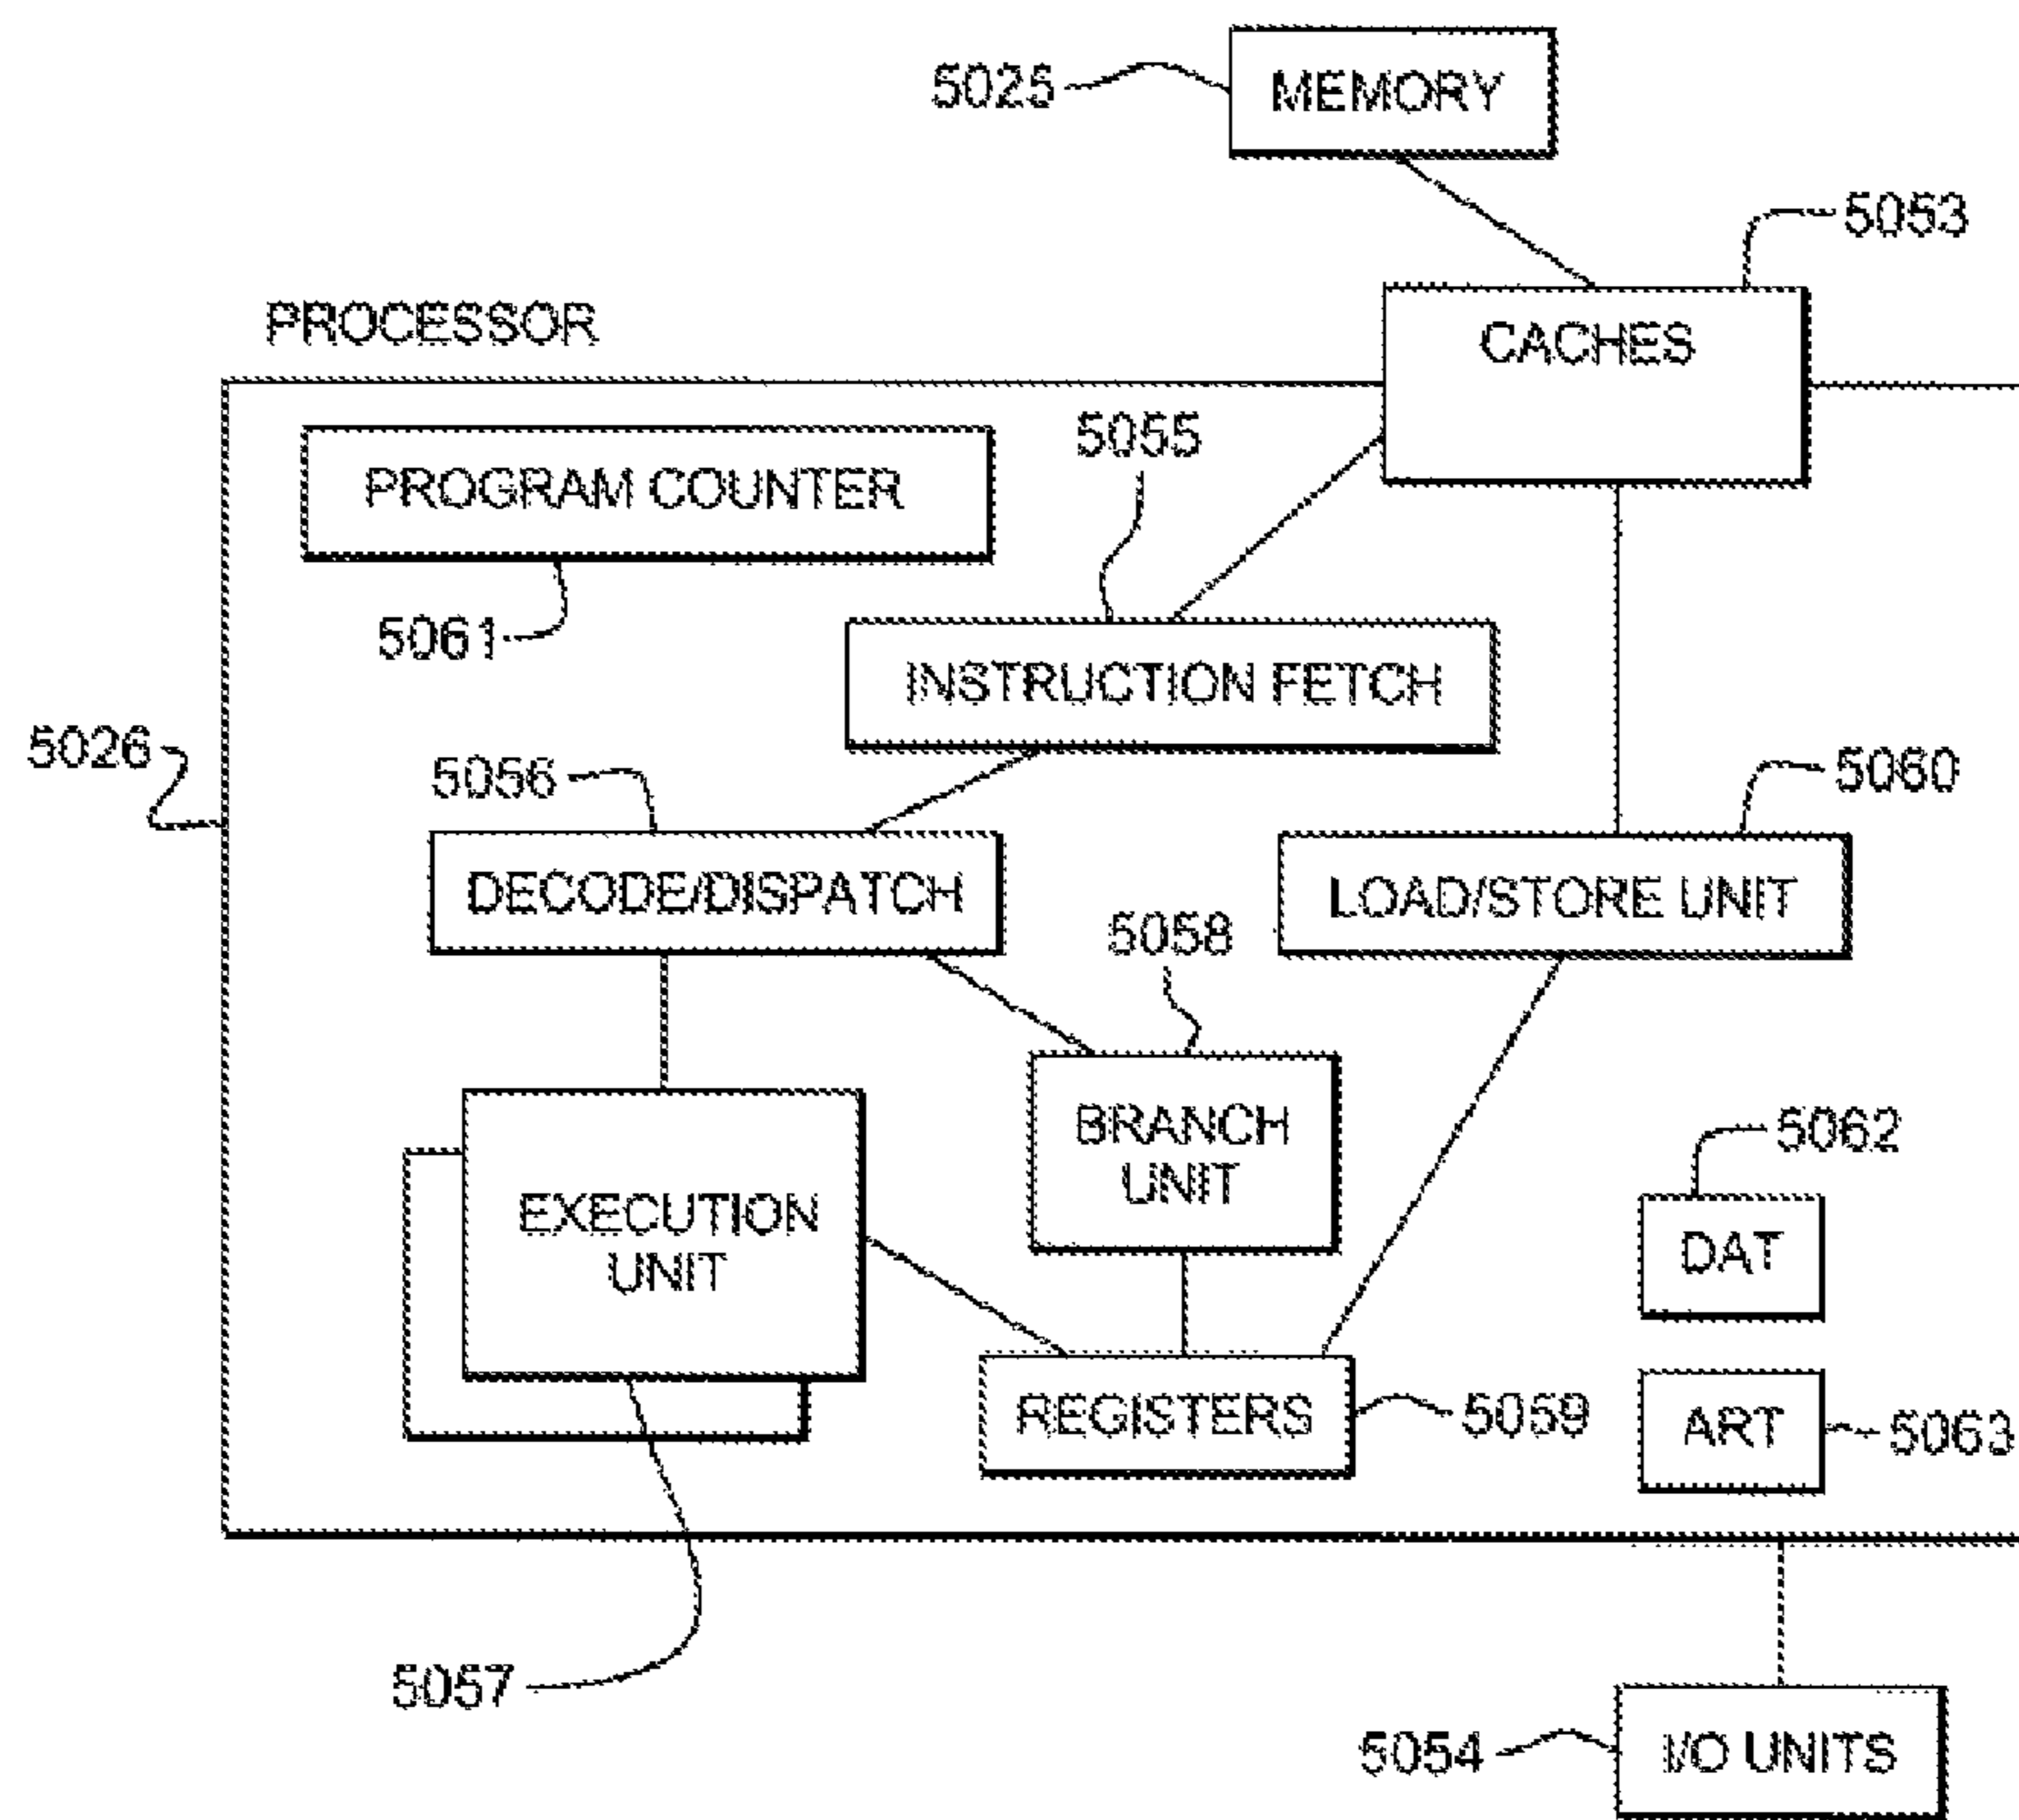 MEMORY
5025
5053
CACHES
PROCESSOR
5055
PROGRAM COUNTER
5061
INSTRUCTION FETCH
5026
5056
5060
DECODE/DISPATCH
LOAD/STORE UNIT
5058
BRANCH
UNIT
5062
EXECUTION
UNIT
DAT
REGISTERS
5059
ART
5063
5057
5054
I/O UNITS